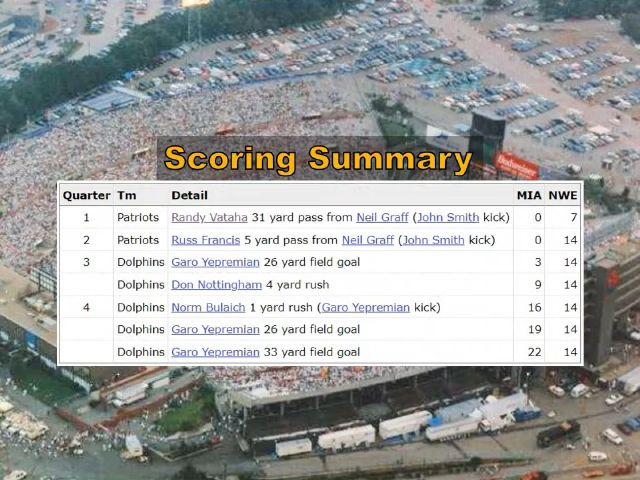 Scoring Summary
Budweiser
Quarter Tm Detail MIA NWE
1 Patriots Randy Vataha 31 yard pass from Neil Graff (John Smith kick) 0 7
2 Patriots Russ Francis 5 yard pass from Neil Graff (John Smith kick) 0 14
3 Dolphins Garo Yepremian 26 yard field goal 3 14
Dolphins Don Nottingham 4 yard rush 9 14
4 Dolphins Norm Bulaich 1 yard rush (Garo Yepremian kick) 16 14
Dolphins Garo Yepremian 26 yard field goal 19 14
Dolphins Garo Yepremian 33 yard field goal 22 14